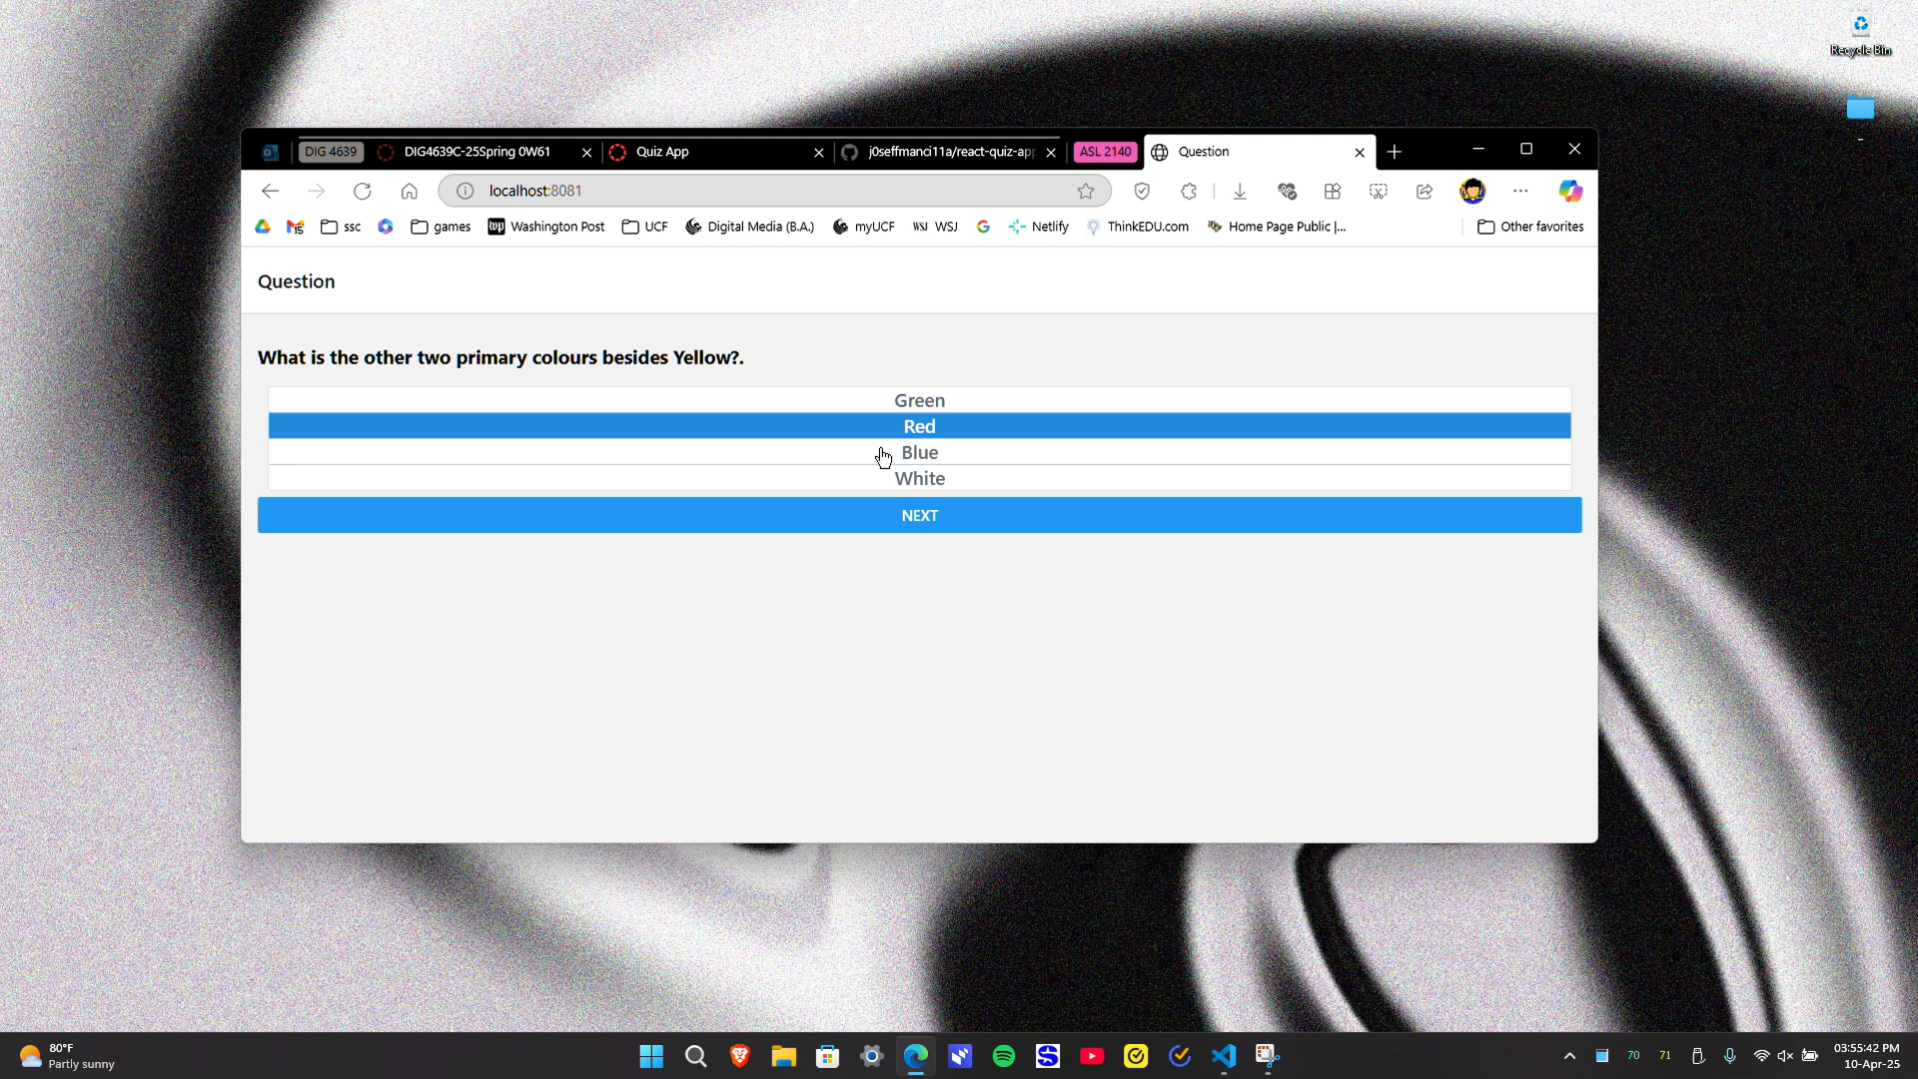 Recycle Bin
DIG 4639
DIG4639C-25Spring 0W61
Quiz App
j0seffmanci11a/react-quiz-app
ASL 2140
Question
localhost:8081
15
ssc
games
wp
Washington Post
UCF
Digital Media (B.A.)
myUCF
WSJ
WSJ
G
Netlify
ThinkEDU.com
Home Page Public |...
Other favorites
Question
What is the other two primary colours besides Yellow?.
Green
Red
Blue
White
NEXT
80°F
Partly sunny
70
71
03:55:42 PM
10-Apr-25